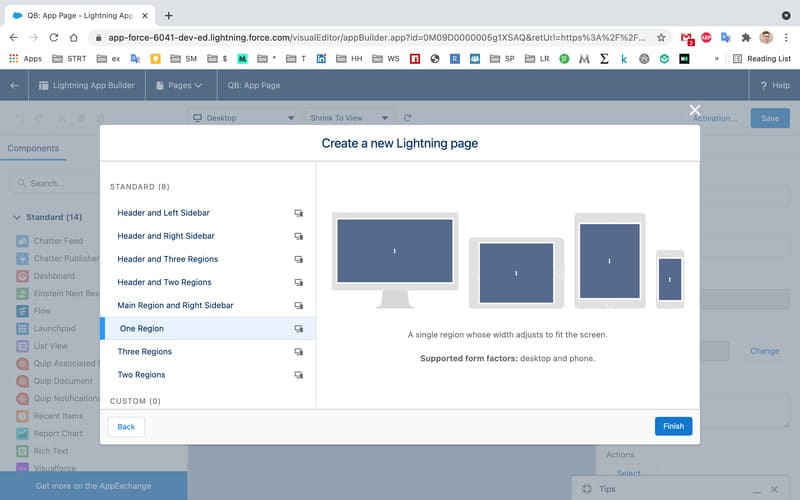 QB: App Page - Lightning App
app-force-6041-dev-ed.lightning.force.com/visualEditor/appBuilder.app?id=0M09D0000005g1XSAQ&retUrl=https%3A%2F%2F...
Apps STRT ex SM $ * T HH WS SP LR » Reading List
Lightning App Builder Pages QB: App Page ? Help
Desktop Shrink To View Activation... Save
Create a new Lightning page
Components
Search...
Standard (14)
Chatter Feed
Chatter Publisher
Dashboard
Einstein Next Bes
Flow
Launchpad
List View
Quip Associated
Quip Document
Quip Notifications
Recent Items
Report Chart
Rich Text
Visualforce
Get more on the AppExchange
STANDARD (8)
Header and Left Sidebar
Header and Right Sidebar
Header and Three Regions
Header and Two Regions
Main Region and Right Sidebar
One Region
Three Regions
Two Regions
CUSTOM (0)
1 1 1 1
A single region whose width adjusts to fit the screen.
Supported form factors: desktop and phone.
Back Finish
Change
Actions
Select
Tips